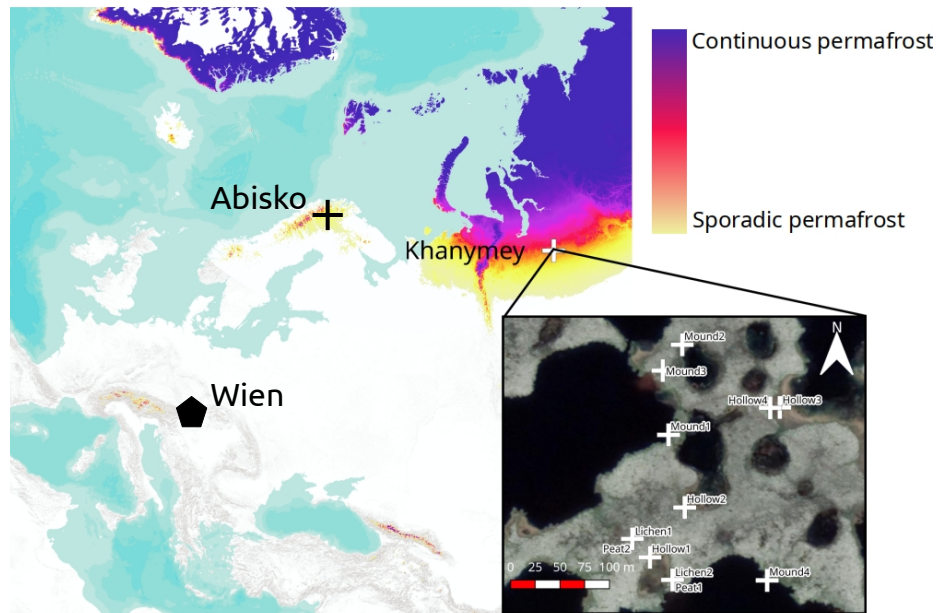 Continuous permafrost
Sporadic permafrost
Abisko
Khanymey
Wien
N
Mound2
Mound3
Hollow4 Hollow3
Mound1
Hollow2
Lichen1
Peat2
Hollow1
Lichen2
Peat1
Mound4
0 25 50 75 100 m